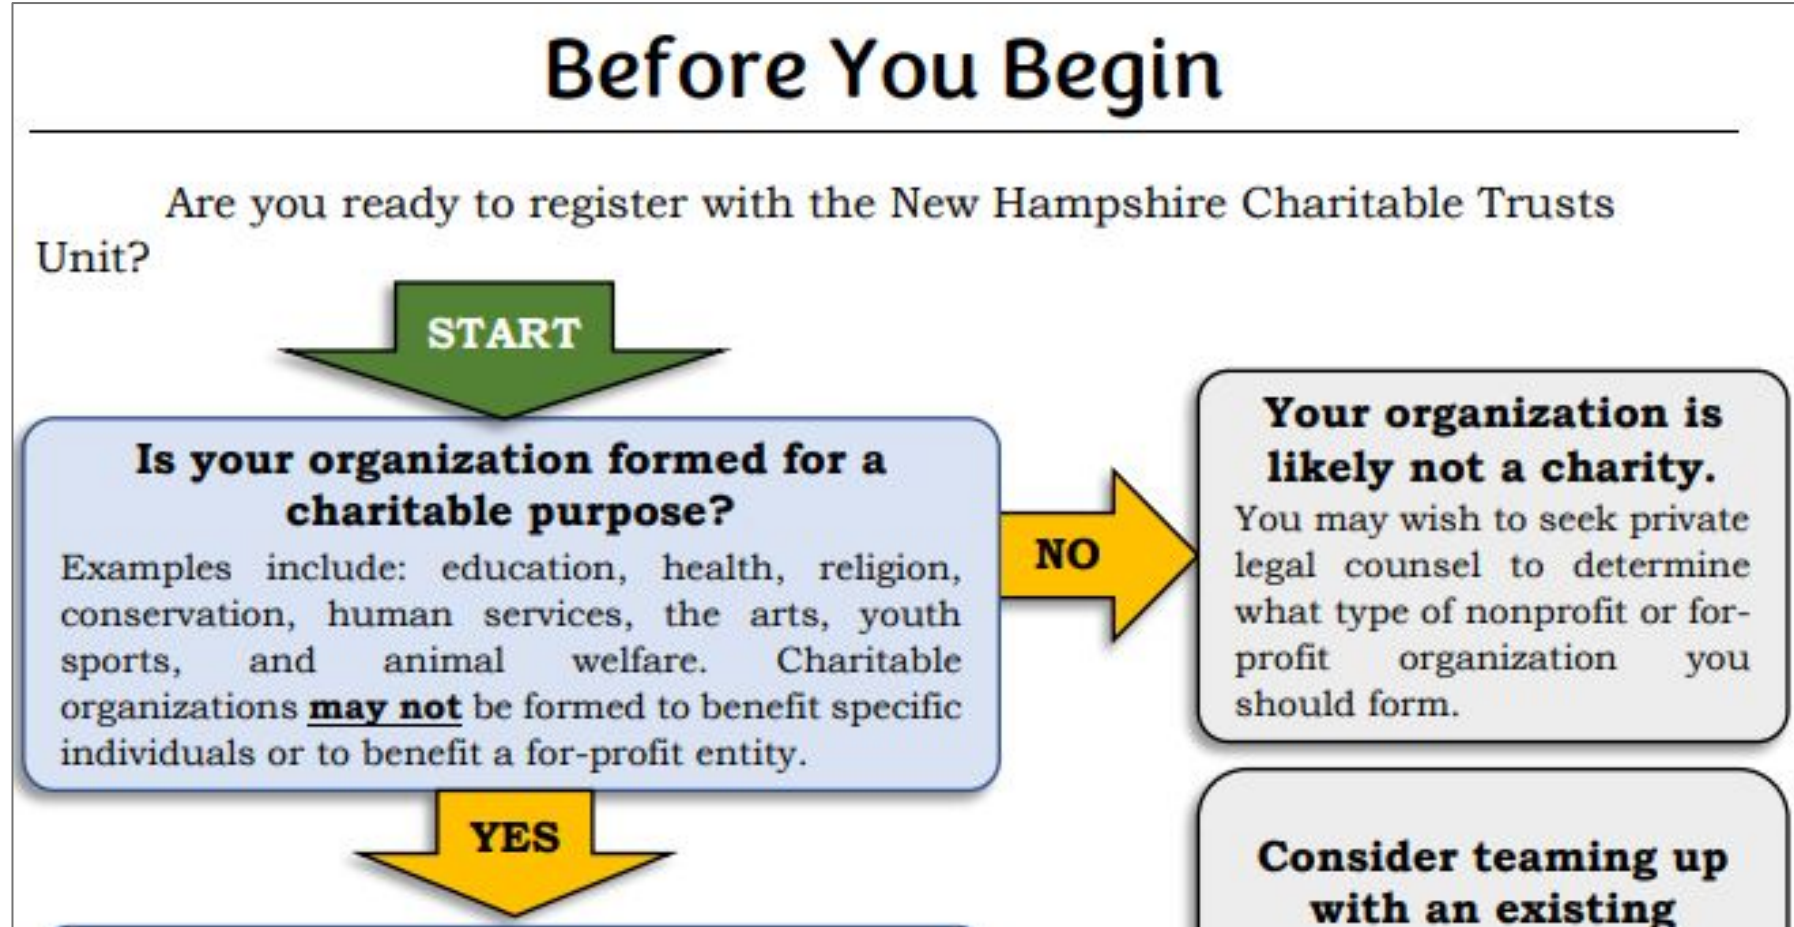 Before You Begin
Are you ready to register with the New Hampshire Charitable Trusts
Unit?
START
Is your organization formed for a
charitable purpose?
Examples include: education, health, religion,
conservation, human services, the arts, youth
sports, and animal welfare. Charitable
organizations may not be formed to benefit specific
individuals or to benefit a for-profit entity.
NO
Your organization is
likely not a charity.
You may wish to seek private
legal counsel to determine
what type of nonprofit or for-
profit organization you
should form.
YES
Consider teaming up
with an existing